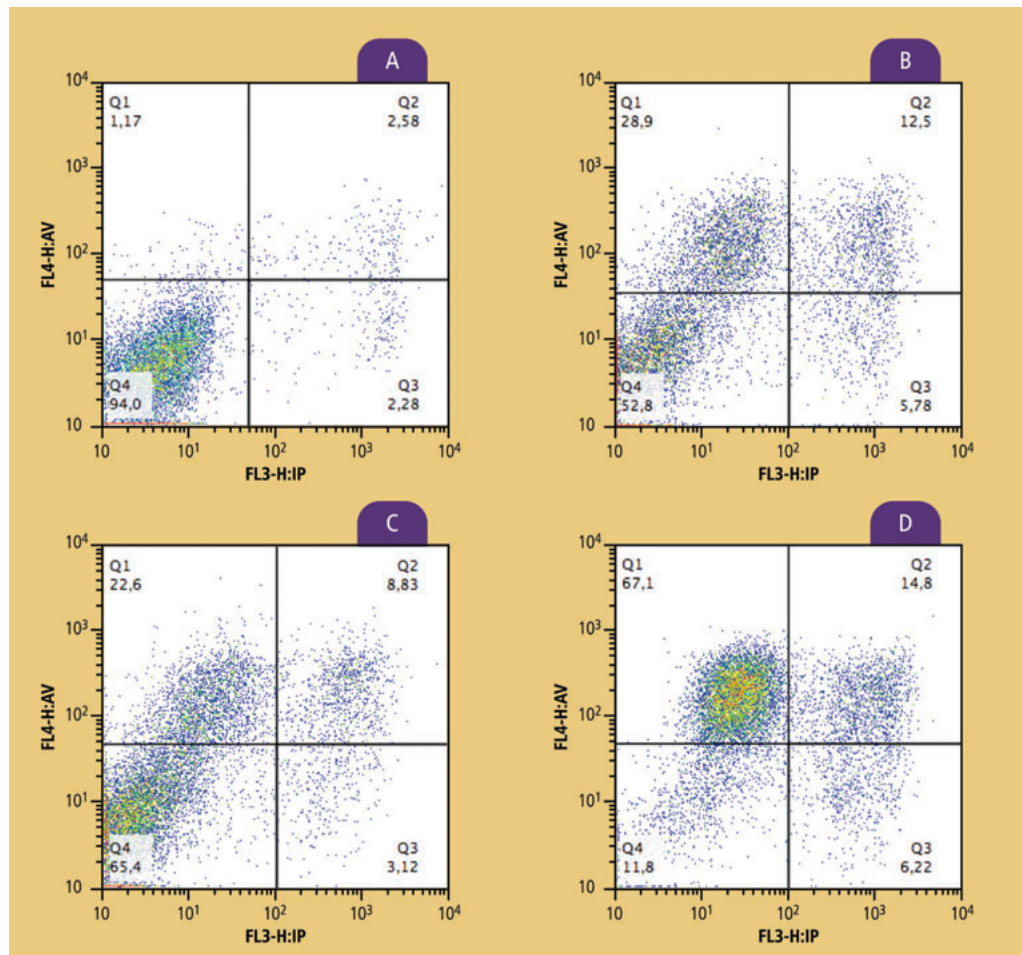 A
10⁴
Q1
1,17
Q2
2,58
10³
10²
10¹
Q4
94,0
Q3
2,28
10
10 10¹ 10² 10³ 10⁴
FL4-H:AV
FL3-H:IP
B
10⁴
Q1
28,9
Q2
12,5
10³
10²
10¹
Q4
52,8
Q3
5,78
10
10 10¹ 10² 10³ 10⁴
FL4-H:AV
FL3-H:IP
C
10⁴
Q1
22,6
Q2
8,83
10³
10²
10¹
Q4
65,4
Q3
3,12
10
10 10¹ 10² 10³ 10⁴
FL4-H:AV
FL3-H:IP
D
10⁴
Q1
67,1
Q2
14,8
10³
10²
10¹
Q4
11,8
Q3
6,22
10
10 10¹ 10² 10³ 10⁴
FL4-H:AV
FL3-H:IP